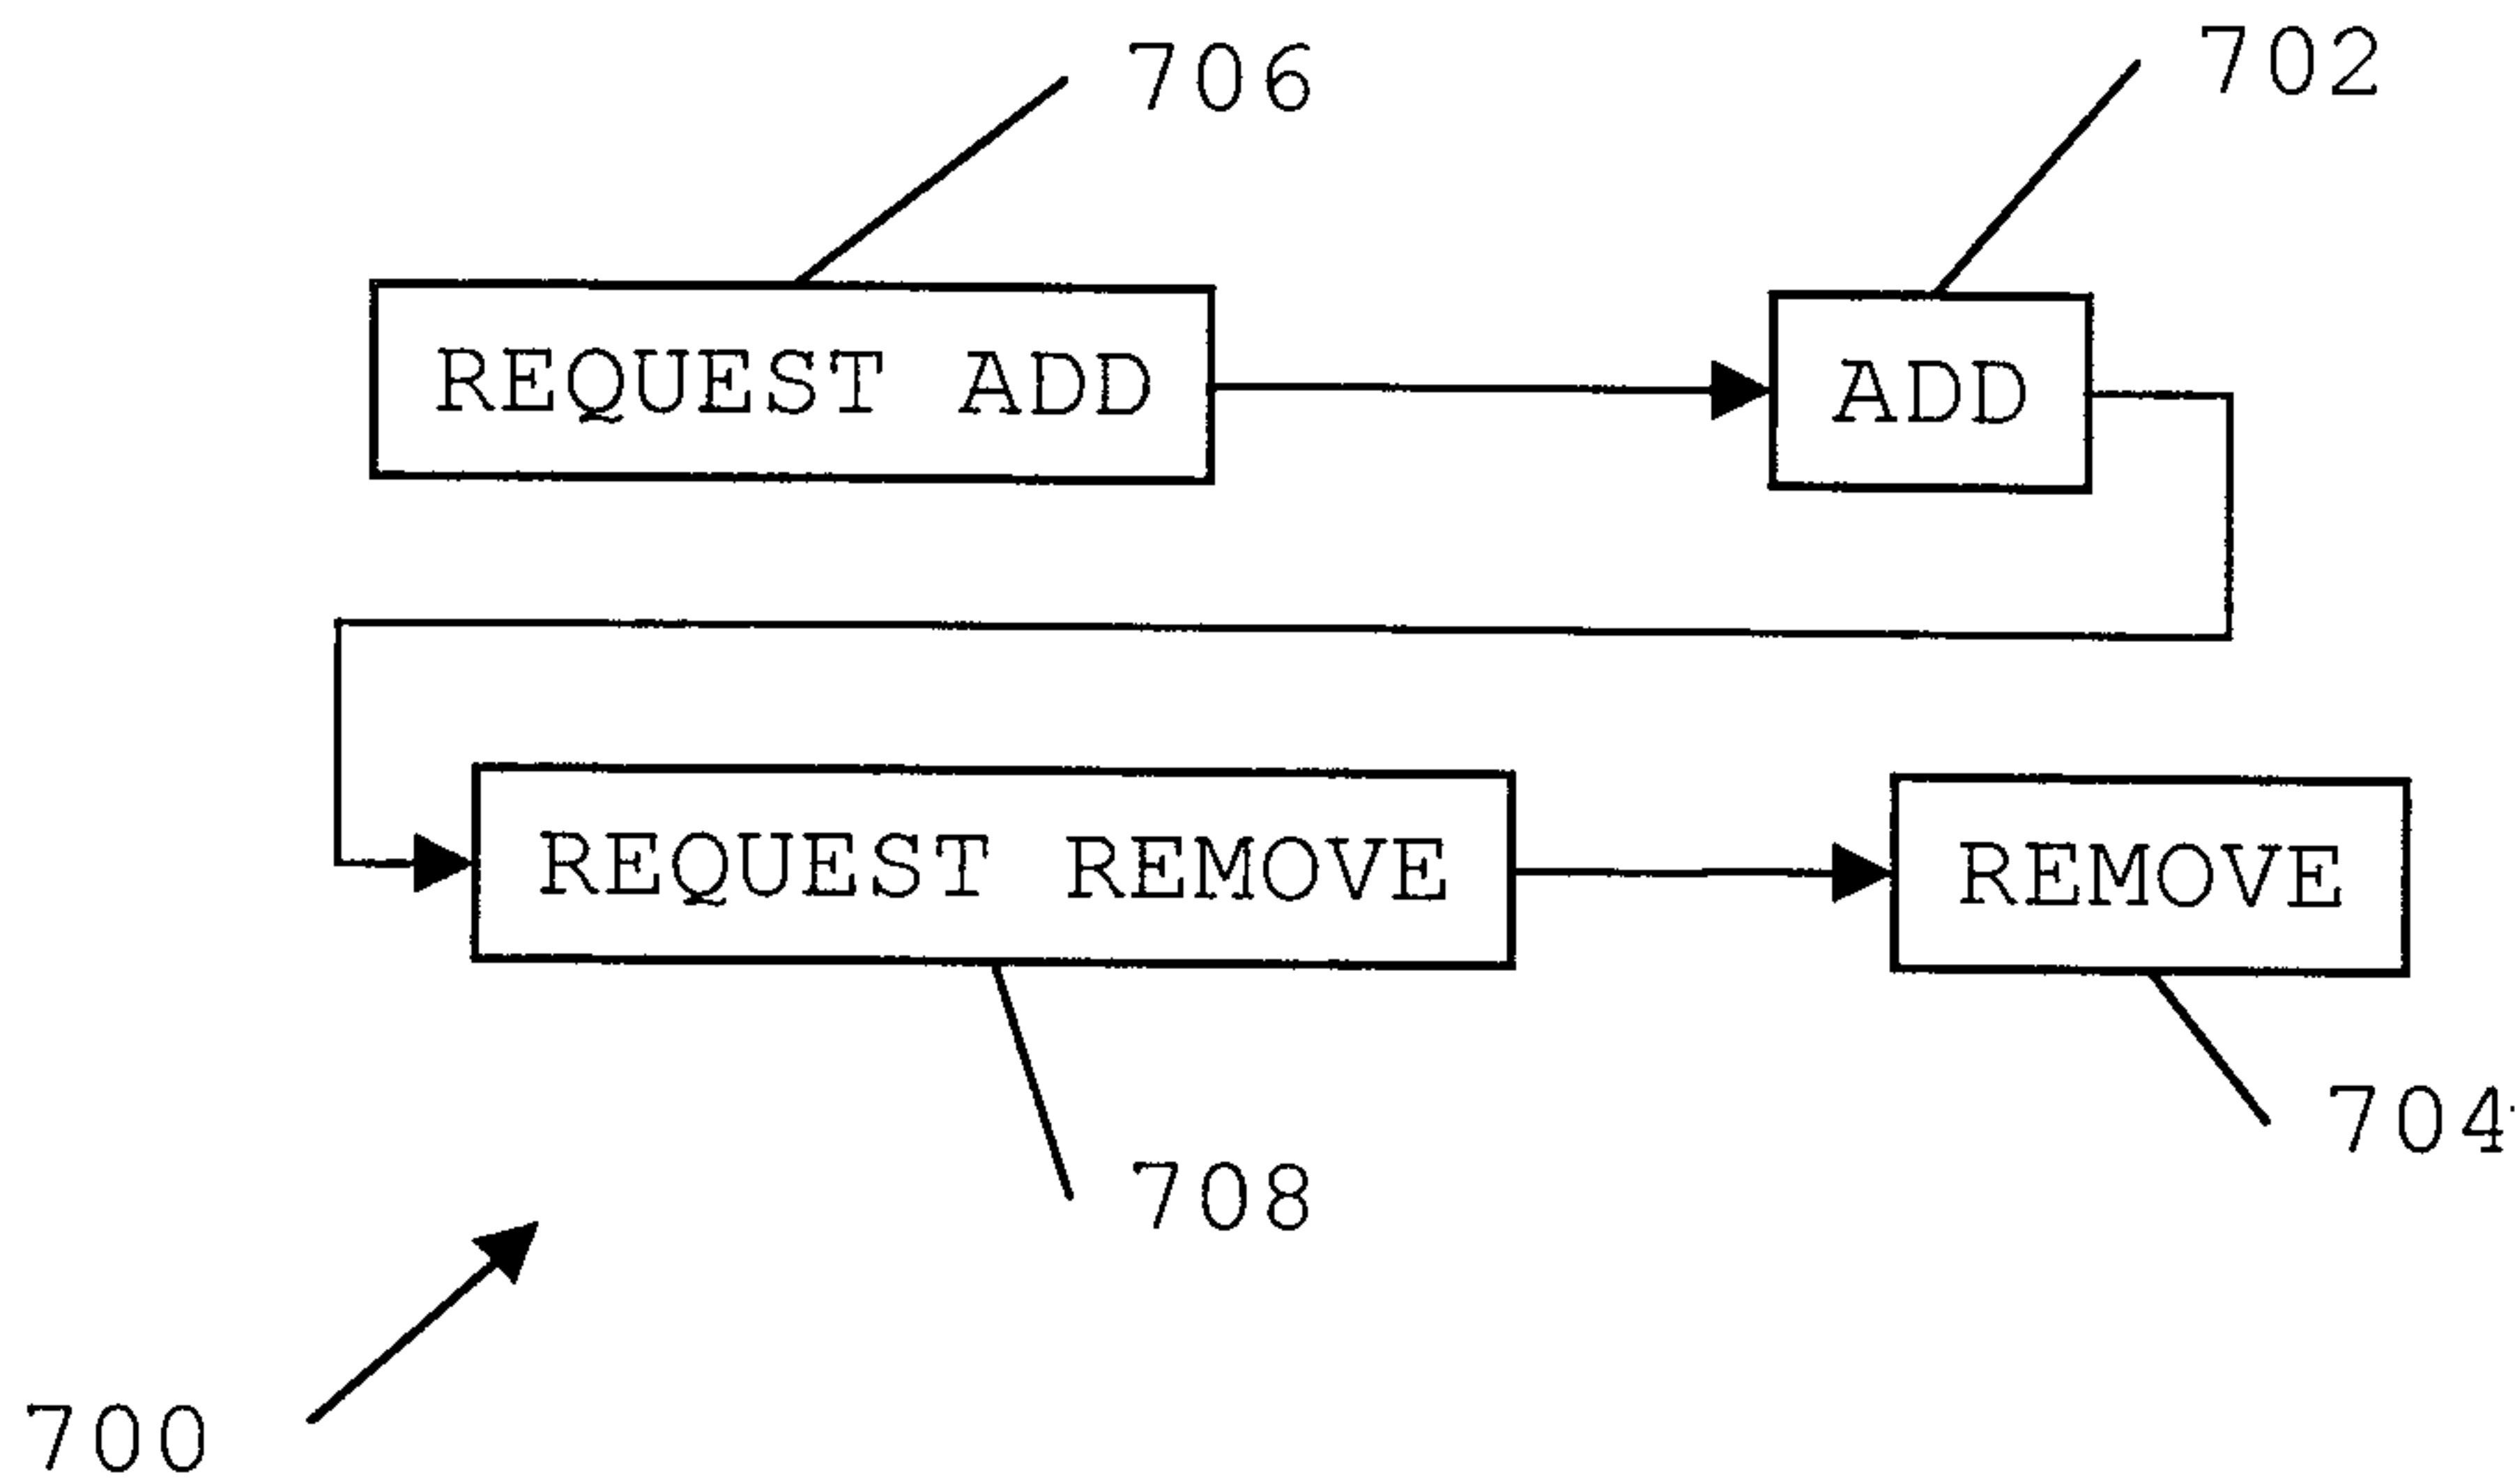 706
702
REQUEST ADD
ADD
REQUEST REMOVE
REMOVE
704
708
700